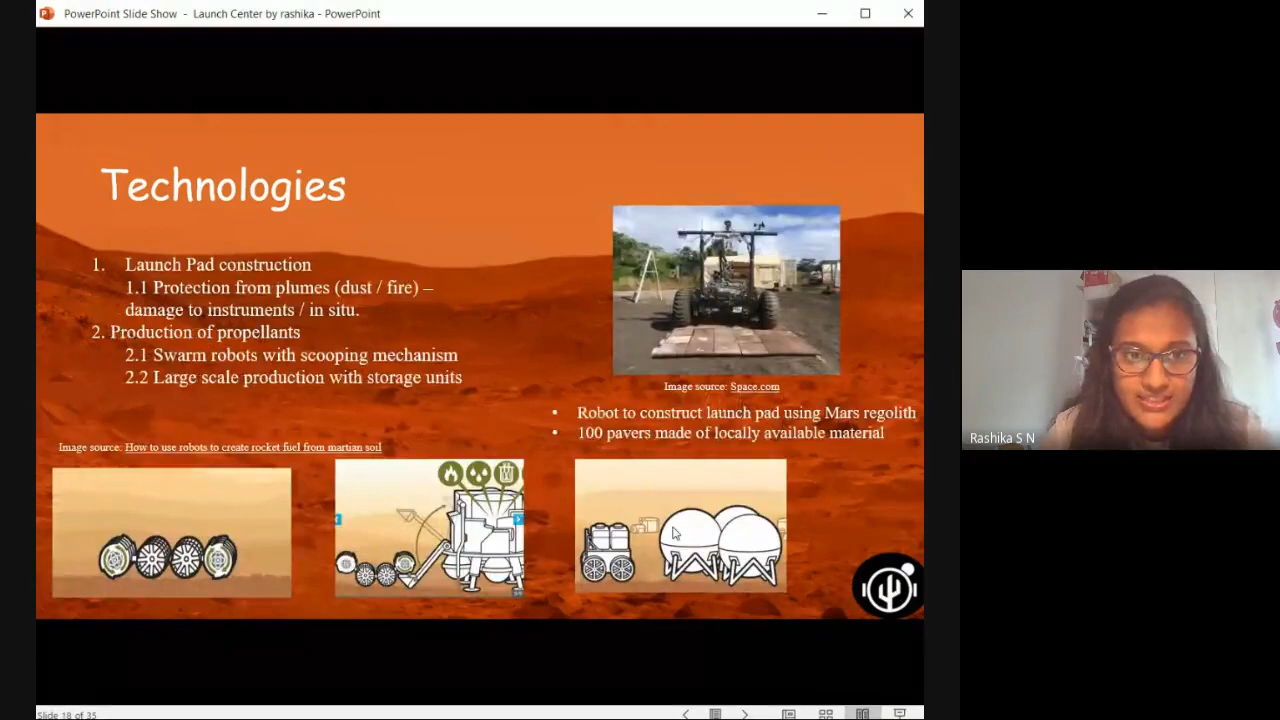 PowerPoint Slide Show - Launch Center by rashika - PowerPoint
Technologies
1. Launch Pad construction
1.1 Protection from plumes (dust / fire) –
damage to instruments / in situ.
2. Production of propellants
2.1 Swarm robots with scooping mechanism
2.2 Large scale production with storage units
Image source: Space.com
• Robot to construct launch pad using Mars regolith
• 100 pavers made of locally available material
Image source: How to use robots to create rocket fuel from martian soil
Rashika S N
Slide 18 of 35